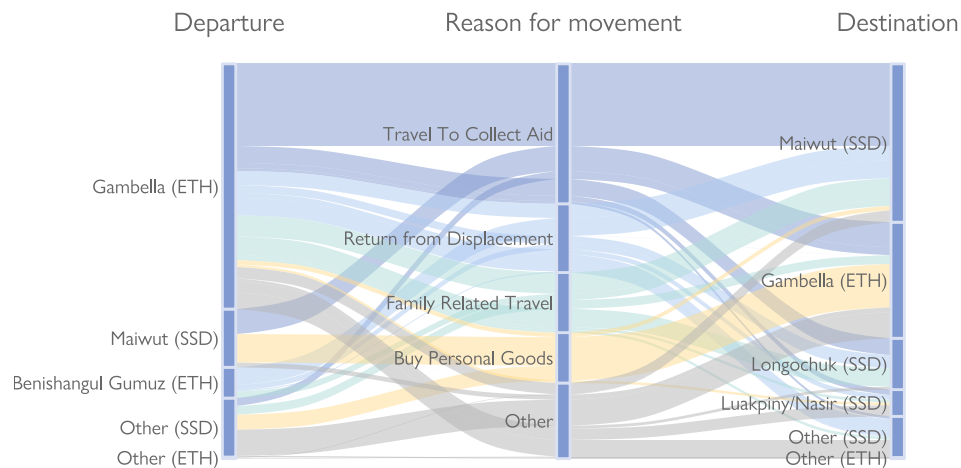 Departure
Reason for movement
Destination
Gambella (ETH)
Maiwut (SSD)
Benishangul Gumuz (ETH)
Other (SSD)
Other (ETH)
Travel To Collect Aid
Return from Displacement
Family Related Travel
Buy Personal Goods
Other
Maiwut (SSD)
Gambella (ETH)
Longochuk (SSD)
Luakpiny/Nasir (SSD)
Other (SSD)
Other (ETH)